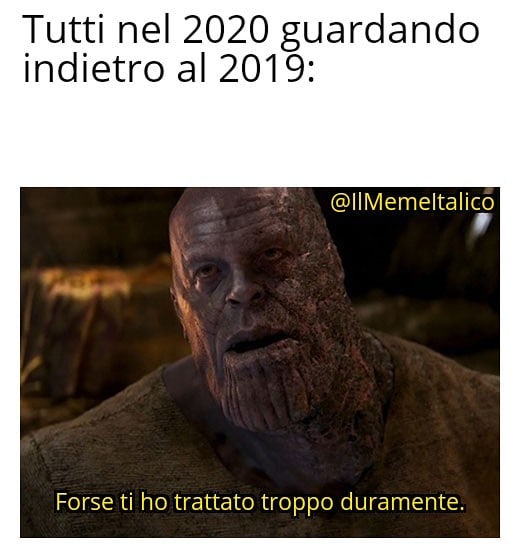 Tutti nel 2020 guardando
indietro al 2019:
@IlMemeItalico
Forse ti ho trattato troppo duramente.